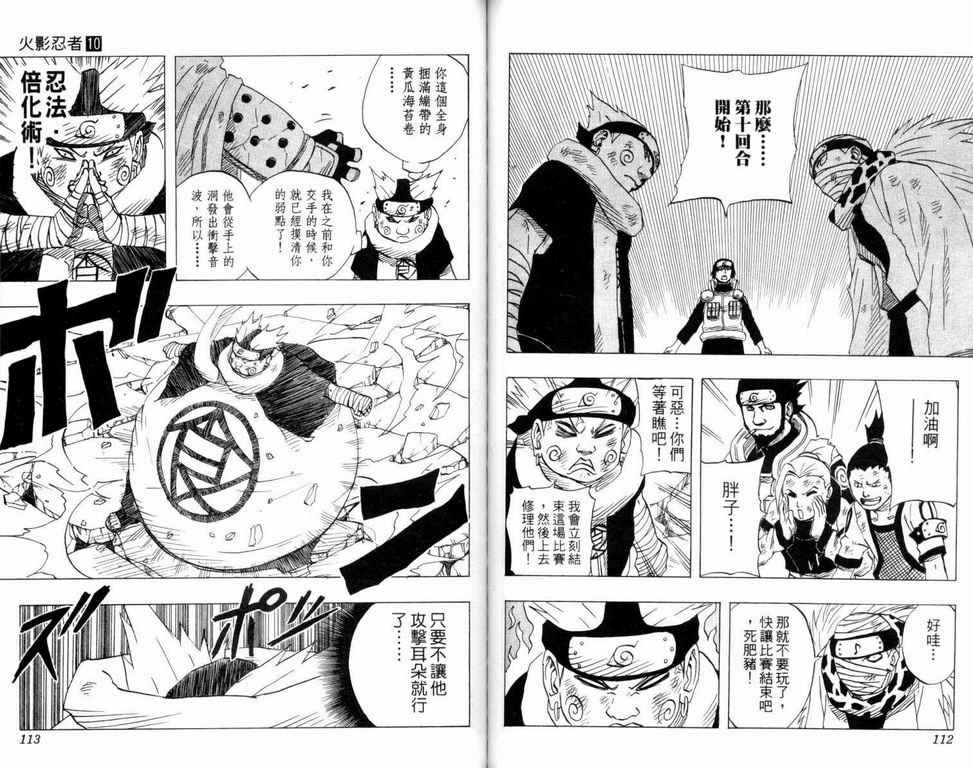 那麼……
第十回合
開始！
加油啊
——！
胖子…！
可惡…你們
等著瞧吧！
我會立刻結
束這場比賽
，然後上去
修理他們！
好哇…
那就不要玩了，
快讓比賽結束吧
，死肥豬！
112
火影忍者10
你這個全身
捆滿繃帶的
黃瓜海苔卷
……
我在之前和你
交手的時候，
就已經摸清你
的弱點了！
他會從手上的
洞發出衝擊音
波，所以……
忍法．
倍化術！
ボン
只要不讓他
攻擊耳朵就行
了……
ズポッ
113